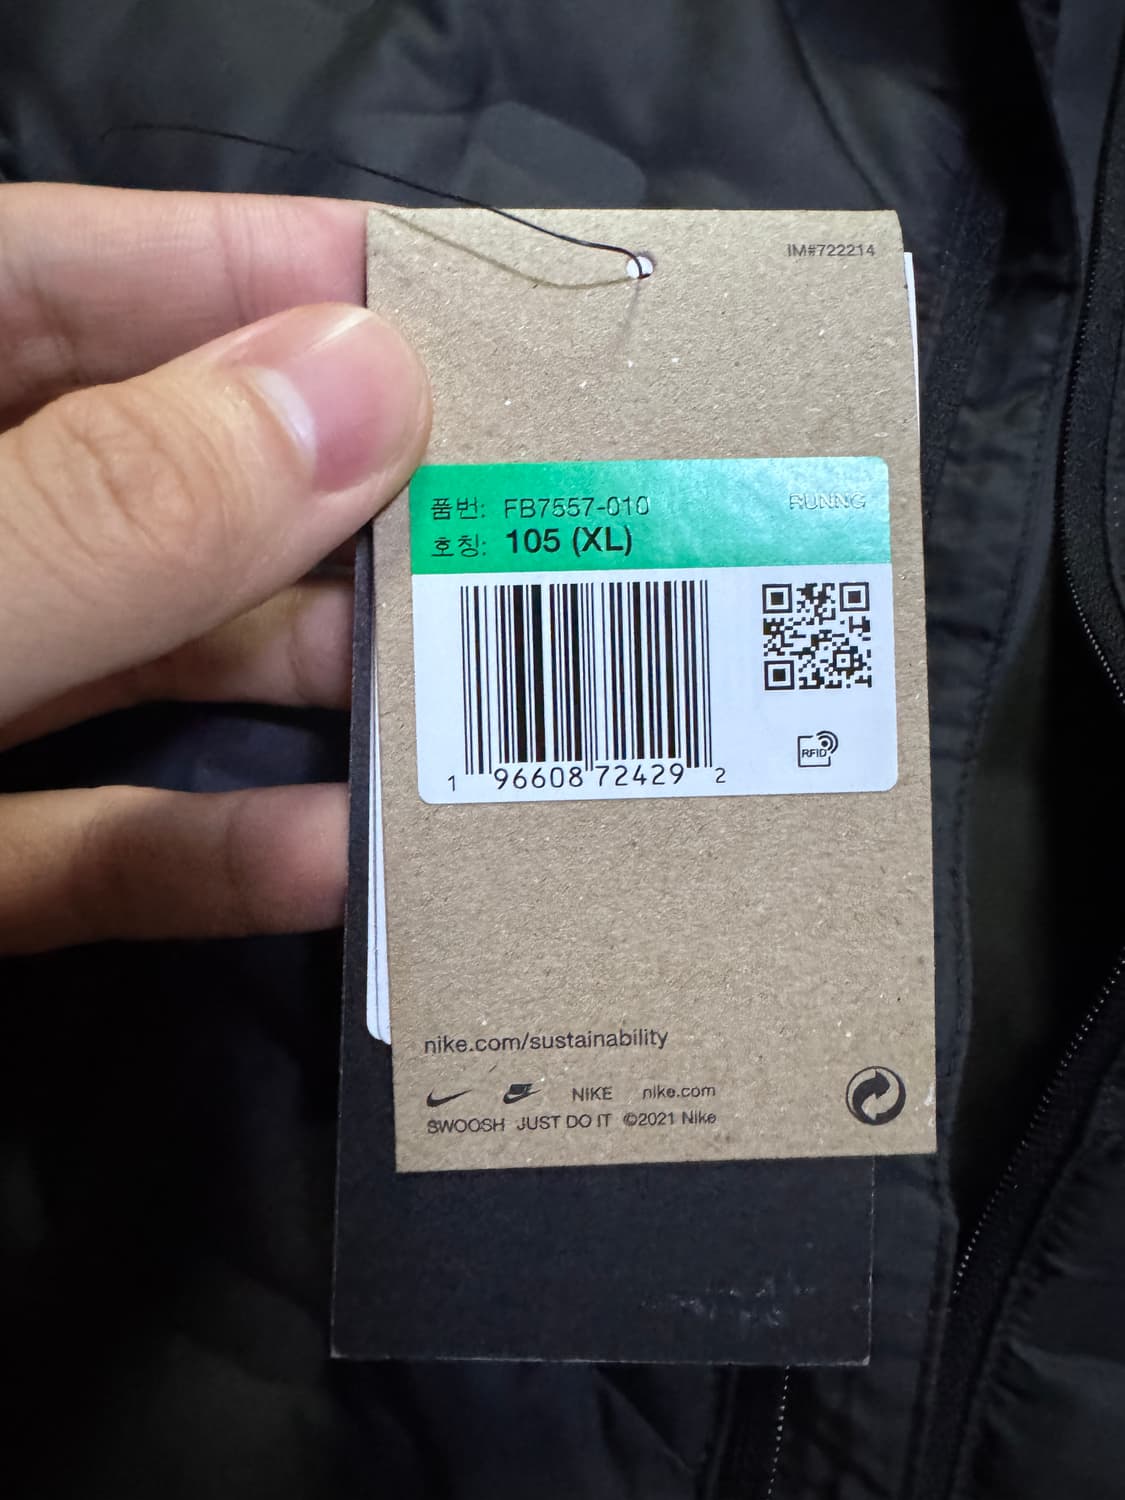 IM#722214
품번: FB7557-010
RUNNG
호칭: 105 (XL)
1 96608 72429 2
RFID
nike.com/sustainability
NIKE nike.com
SWOOSH JUST DO IT ©2021 Nike